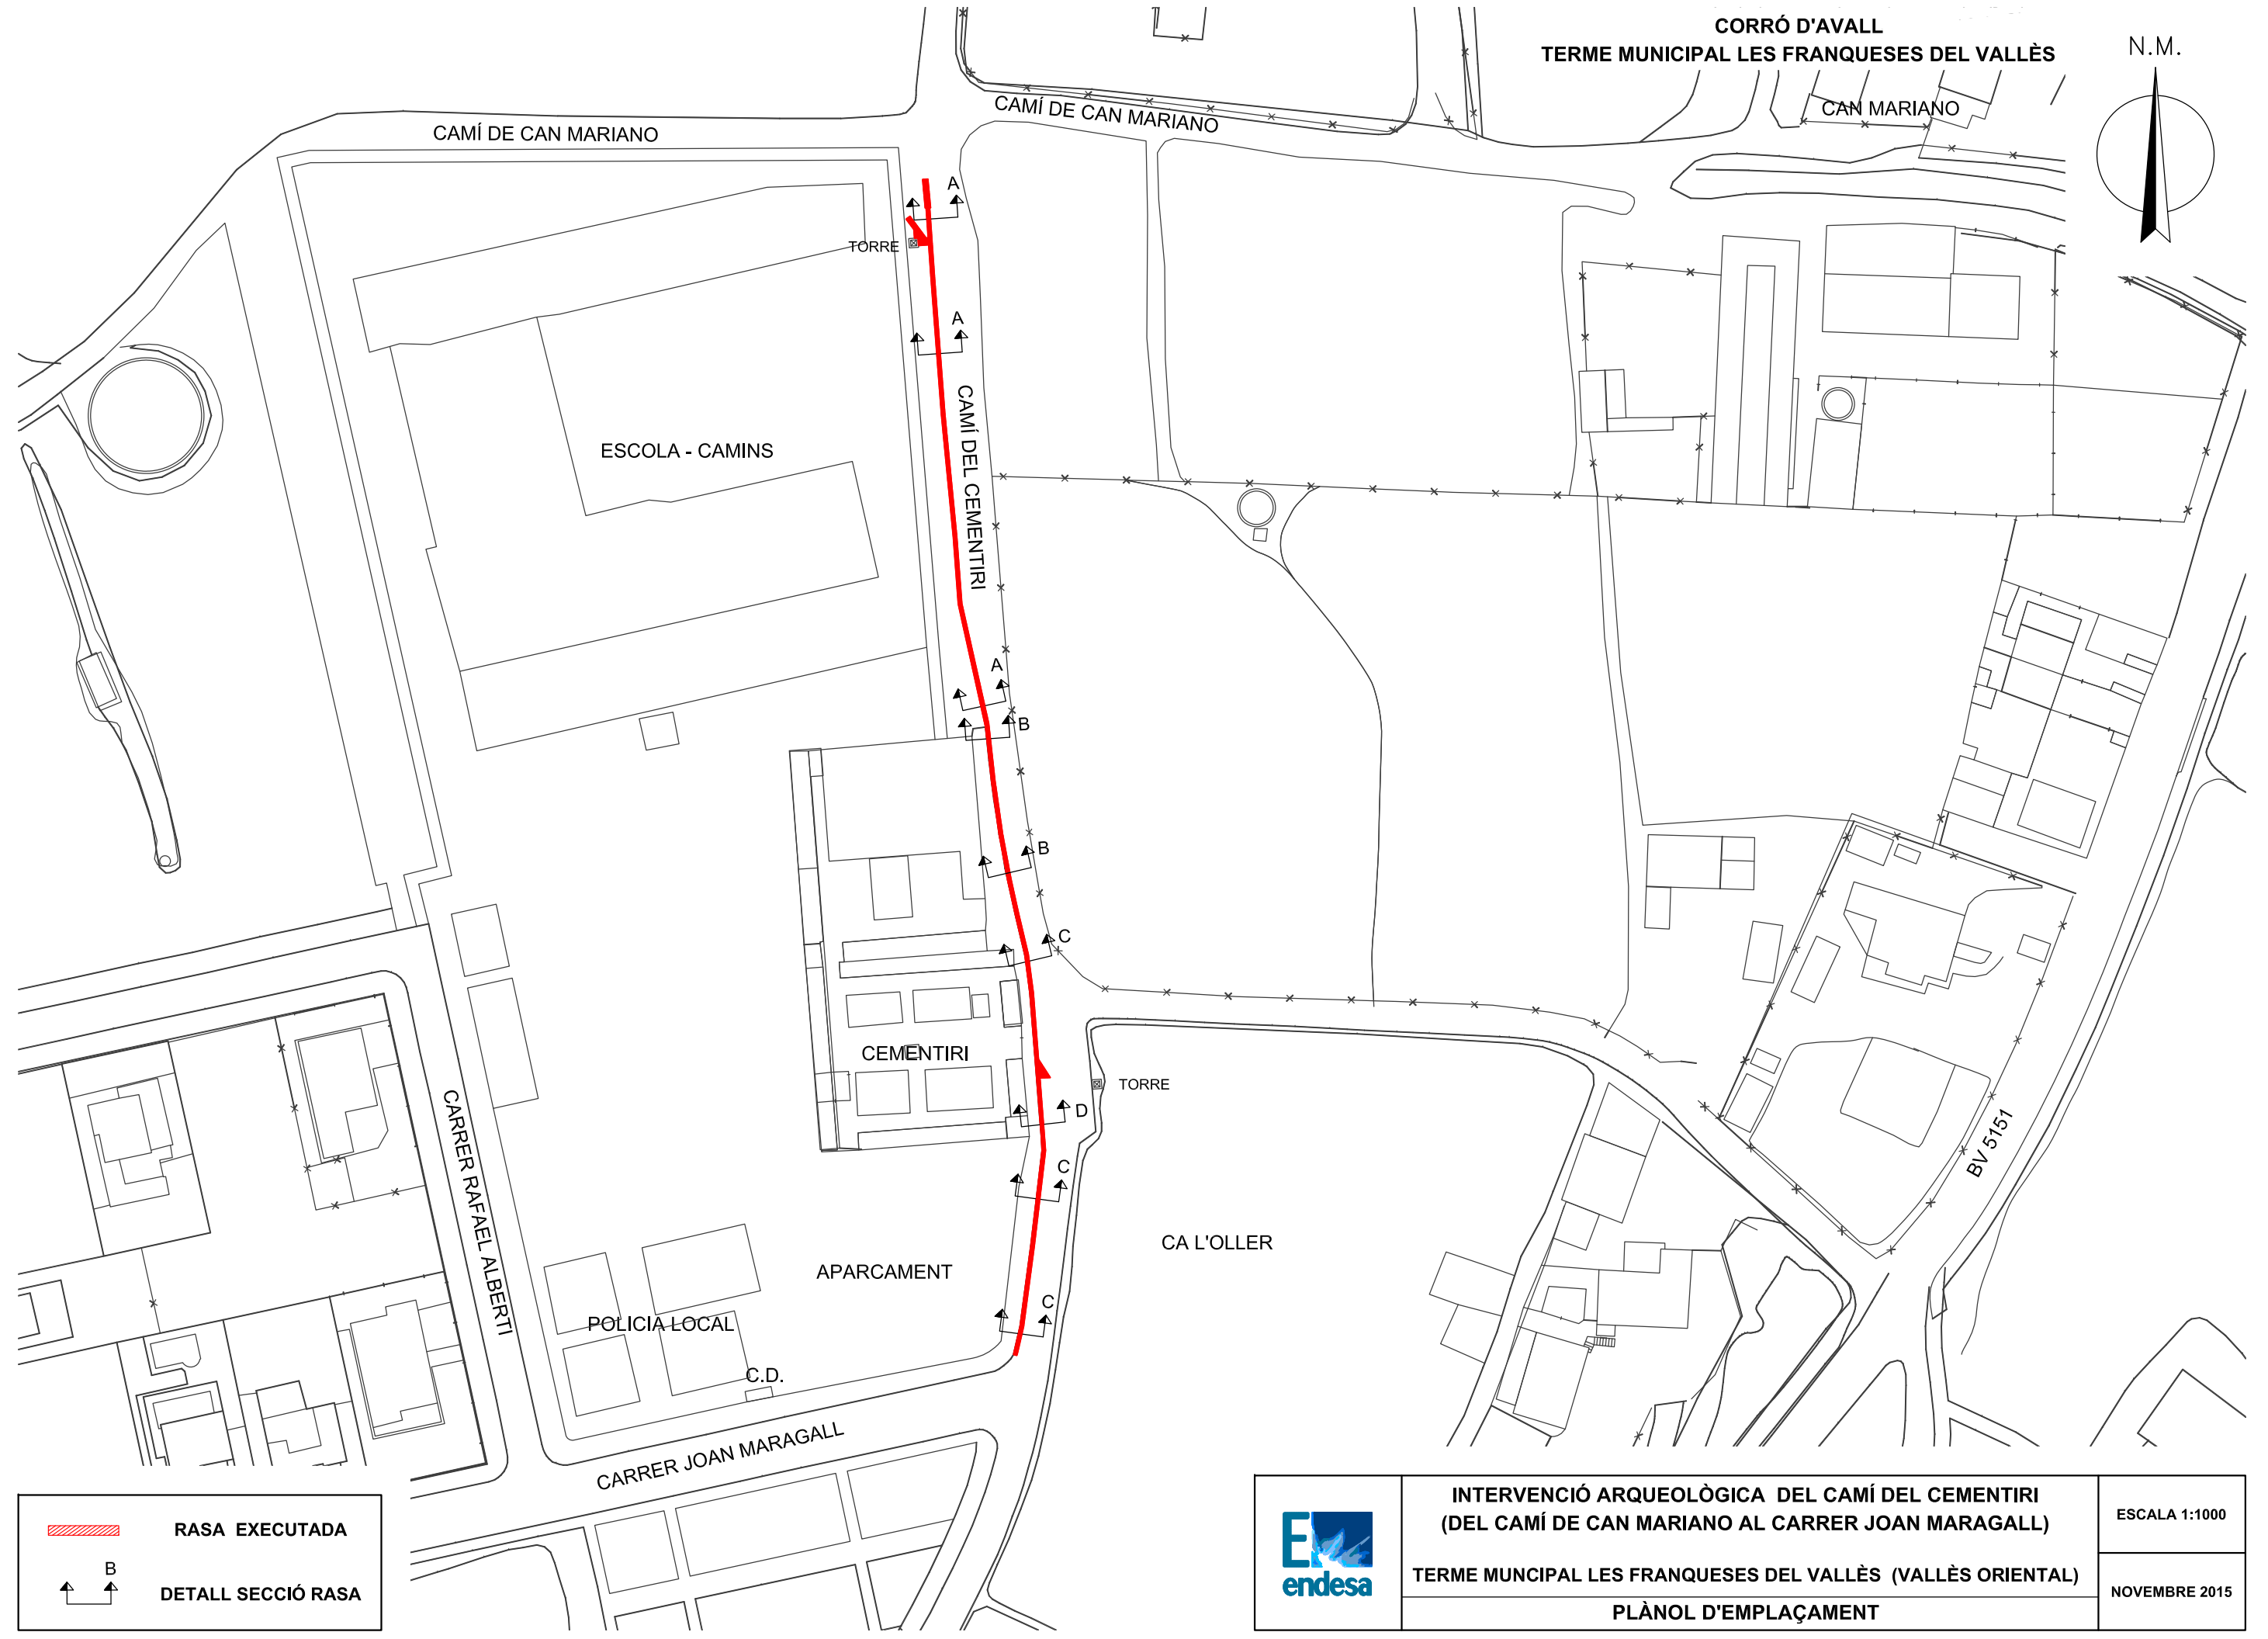 CORRÓ D'AVALL
TERME MUNICIPAL LES FRANQUESES DEL VALLÈS
N.M.
CAMÍ DE CAN MARIANO
CAMÍ DE CAN MARIANO
CAN MARIANO
A
TORRE
A
CAMÍ DEL CEMENTIRI
ESCOLA - CAMINS
A
B
B
C
CEMENTIRI
TORRE
D
C
CARRER RAFAEL ALBERTI
BV 5151
CA L'OLLER
APARCAMENT
C
POLICIA LOCAL
C.D.
CARRER JOAN MARAGALL
RASA EXECUTADA
B
DETALL SECCIÓ RASA
endesa
INTERVENCIÓ ARQUEOLÒGICA DEL CAMÍ DEL CEMENTIRI
(DEL CAMÍ DE CAN MARIANO AL CARRER JOAN MARAGALL)
TERME MUNCIPAL LES FRANQUESES DEL VALLÈS (VALLÈS ORIENTAL)
PLÀNOL D'EMPLAÇAMENT
ESCALA 1:1000
NOVEMBRE 2015